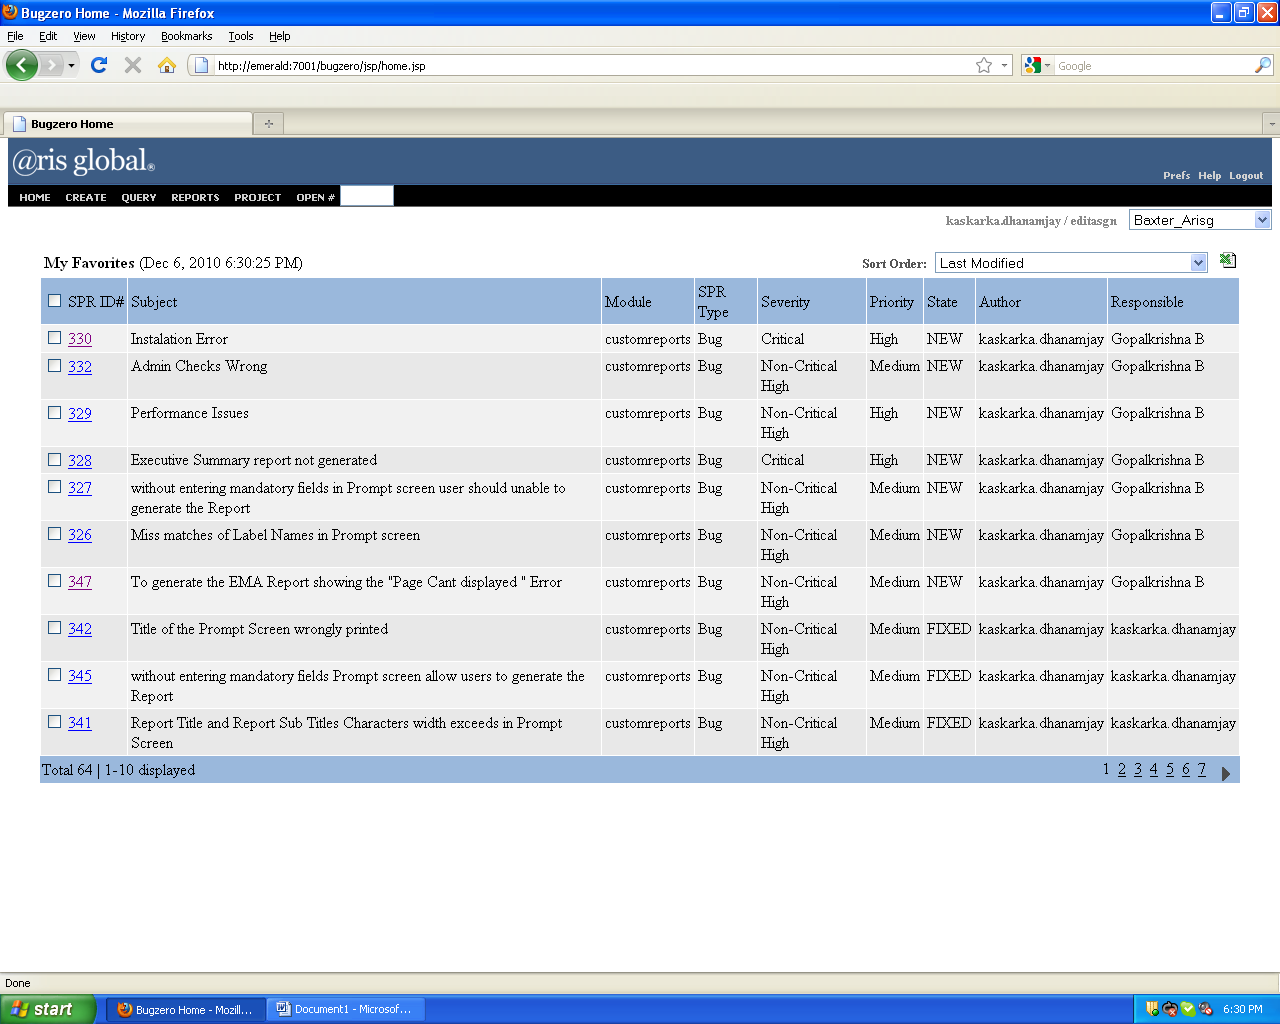 Bugzero Home - Mozilla Firefox
File Edit View History Bookmarks Tools Help
http://emerald:7001/bugzero/jsp/home.jsp Google
Bugzero Home
@ris global®
Prefs Help Logout
HOME CREATE QUERY REPORTS PROJECT OPEN #
kaskarka.dhanamjay / editasgn Baxter_Arisg
My Favorites (Dec 6, 2010 6:30:25 PM) Sort Order: Last Modified
SPR ID# Subject Module SPR Type Severity Priority State Author Responsible
330 Instalation Error customreports Bug Critical High NEW kaskarka.dhanamjay Gopalkrishna B
332 Admin Checks Wrong customreports Bug Non-Critical High Medium NEW kaskarka.dhanamjay Gopalkrishna B
329 Performance Issues customreports Bug Non-Critical High High NEW kaskarka.dhanamjay Gopalkrishna B
328 Executive Summary report not generated customreports Bug Critical High NEW kaskarka.dhanamjay Gopalkrishna B
327 without entering mandatory fields in Prompt screen user should unable to generate the Report customreports Bug Non-Critical High Medium NEW kaskarka.dhanamjay Gopalkrishna B
326 Miss matches of Label Names in Prompt screen customreports Bug Non-Critical High Medium NEW kaskarka.dhanamjay Gopalkrishna B
347 To generate the EMA Report showing the "Page Cant displayed " Error customreports Bug Non-Critical High Medium NEW kaskarka.dhanamjay Gopalkrishna B
342 Title of the Prompt Screen wrongly printed customreports Bug Non-Critical High Medium FIXED kaskarka.dhanamjay kaskarka.dhanamjay
345 without entering mandatory fields Prompt screen allow users to generate the Report customreports Bug Non-Critical High Medium FIXED kaskarka.dhanamjay kaskarka.dhanamjay
341 Report Title and Report Sub Titles Characters width exceeds in Prompt Screen customreports Bug Non-Critical High Medium FIXED kaskarka.dhanamjay kaskarka.dhanamjay
Total 64 | 1-10 displayed 1 2 3 4 5 6 7
Done
start Bugzero Home - Mozill... Document1 - Microsof... 6:30 PM